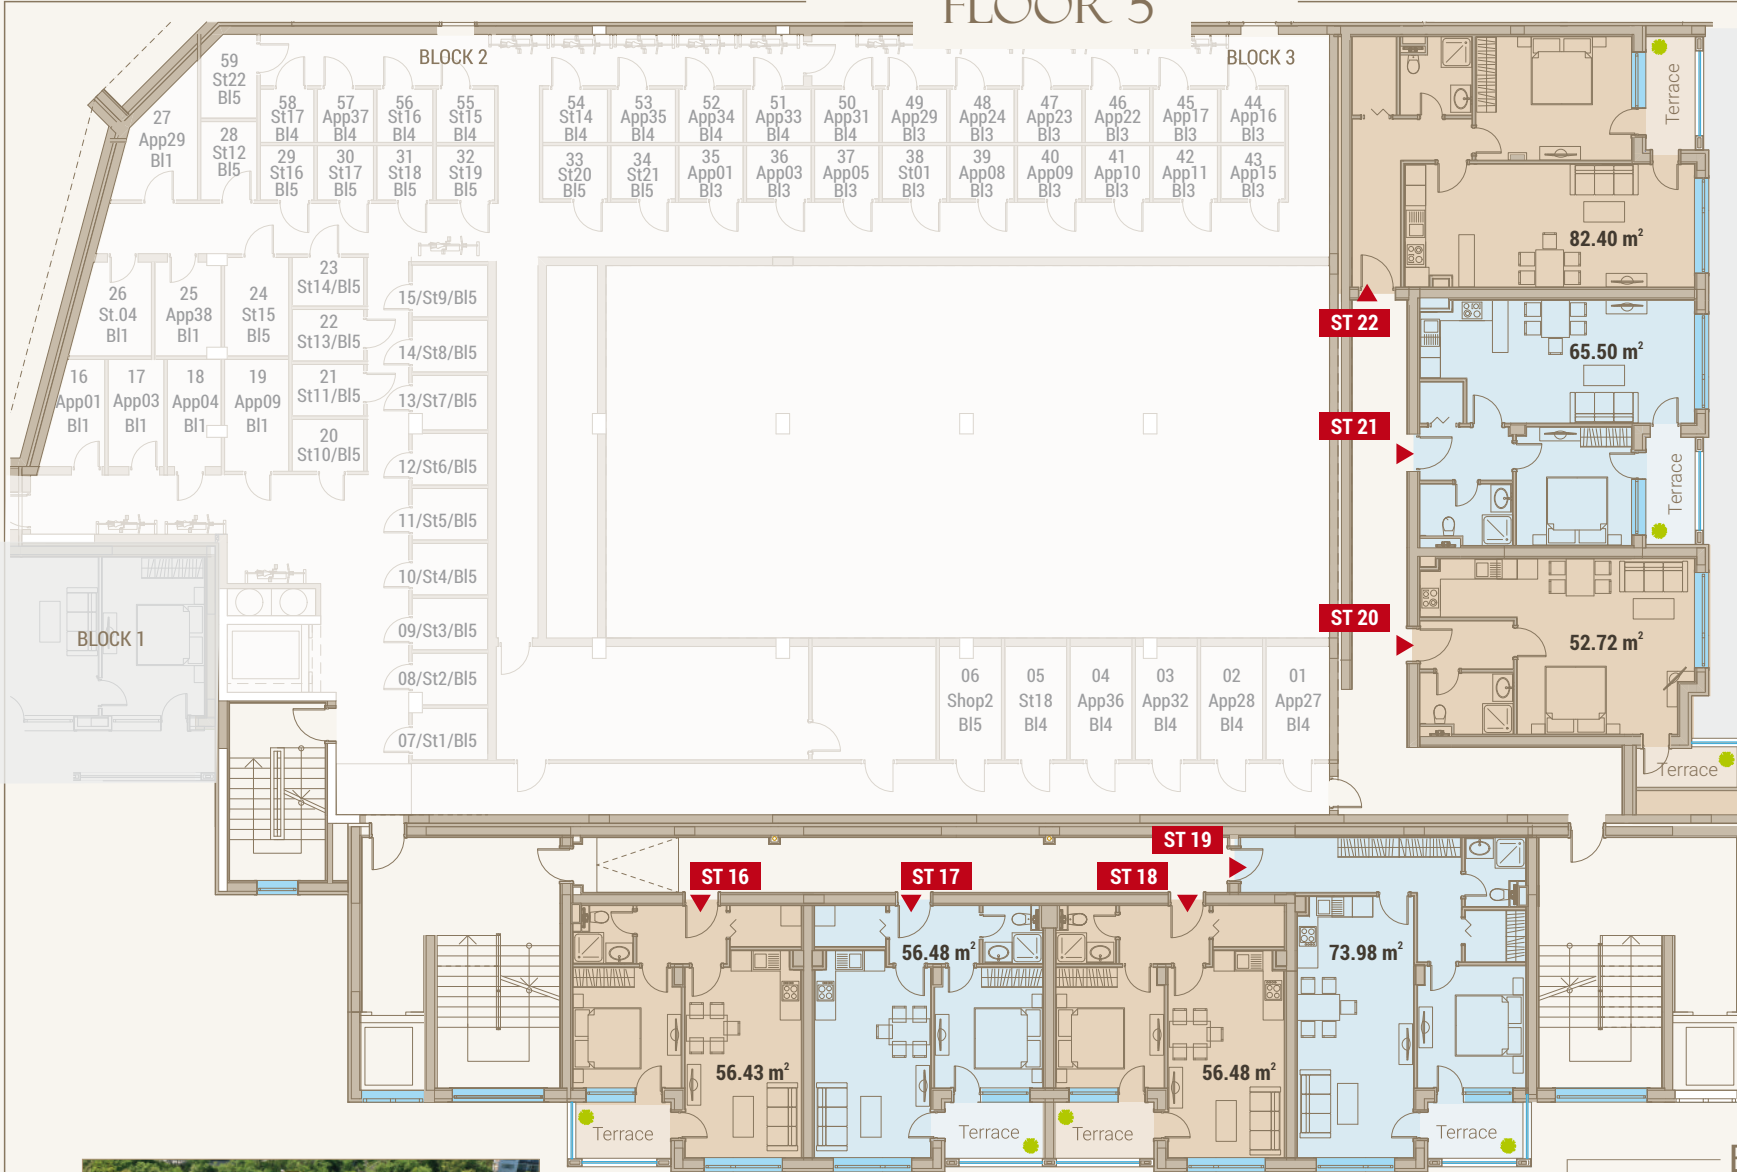 FLOOR 5
BLOCK 2
BLOCK 3
59
St22
Bl5
27
App29
Bl1
28
St12
Bl5
58
St17
Bl4
57
App37
Bl4
56
St16
Bl4
55
St15
Bl4
54
St14
Bl4
53
App35
Bl4
52
App34
Bl4
51
App33
Bl4
50
App31
Bl4
49
App29
Bl3
48
App24
Bl3
47
App23
Bl3
46
App22
Bl3
45
App17
Bl3
44
App16
Bl3
29
St16
Bl5
30
St17
Bl5
31
St18
Bl5
32
St19
Bl5
33
St20
Bl5
34
St21
Bl5
35
App01
Bl3
36
App03
Bl3
37
App05
Bl3
38
St01
Bl3
39
App08
Bl3
40
App09
Bl3
41
App10
Bl3
42
App11
Bl3
43
App15
Bl3
26
St.04
Bl1
25
App38
Bl1
24
St15
Bl5
23
St14/Bl5
22
St13/Bl5
21
St11/Bl5
20
St10/Bl5
16
App01
Bl1
17
App03
Bl1
18
App04
Bl1
19
App09
Bl1
15/St9/Bl5
14/St8/Bl5
13/St7/Bl5
12/St6/Bl5
11/St5/Bl5
10/St4/Bl5
09/St3/Bl5
08/St2/Bl5
07/St1/Bl5
BLOCK 1
06
Shop2
Bl5
05
St18
Bl4
04
App36
Bl4
03
App32
Bl4
02
App28
Bl4
01
App27
Bl4
Terrace
82.40 m²
ST 22
65.50 m²
ST 21
Terrace
ST 20
52.72 m²
Terrace
ST 19
ST 16
ST 17
ST 18
56.48 m²
73.98 m²
56.43 m²
56.48 m²
Terrace
Terrace
Terrace
Terrace